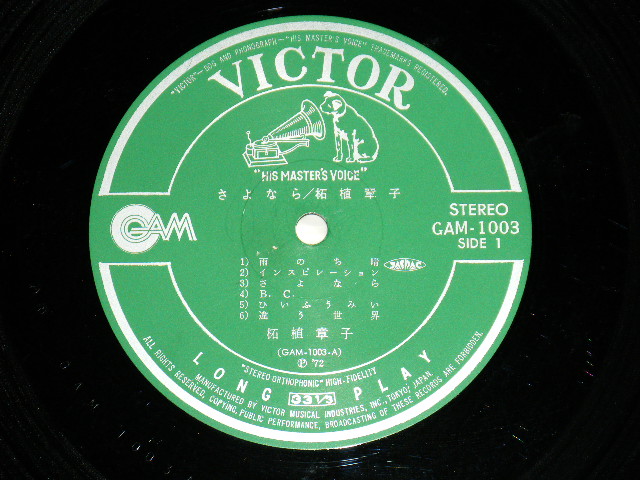 "VICTOR"—DOG AND PHONOGRAPH—"HIS MASTER'S VOICE" TRADEMARKS REGISTERED.
VICTOR
"HIS MASTER'S VOICE"
さよなら/柘植章子
GAM
STEREO
GAM-1003
SIDE 1
1) 雨のち晴
2) インスピレーション
3) さよなら
4) B.C.
5) ひいふうみい
6) 違う世界
JASRAC
柘植章子
(GAM-1003-A)
Ⓟ '72
"STEREO-ORTHOPHONIC" HIGH-FIDELITY
LONG 33 1/3 PLAY
MANUFACTURED BY VICTOR MUSICAL INDUSTRIES, INC., TOKYO, JAPAN.
ALL RIGHTS RESERVED, COPYING, PUBLIC PERFORMANCE, BROADCASTING OF THESE RECORDS ARE FORBIDDEN.